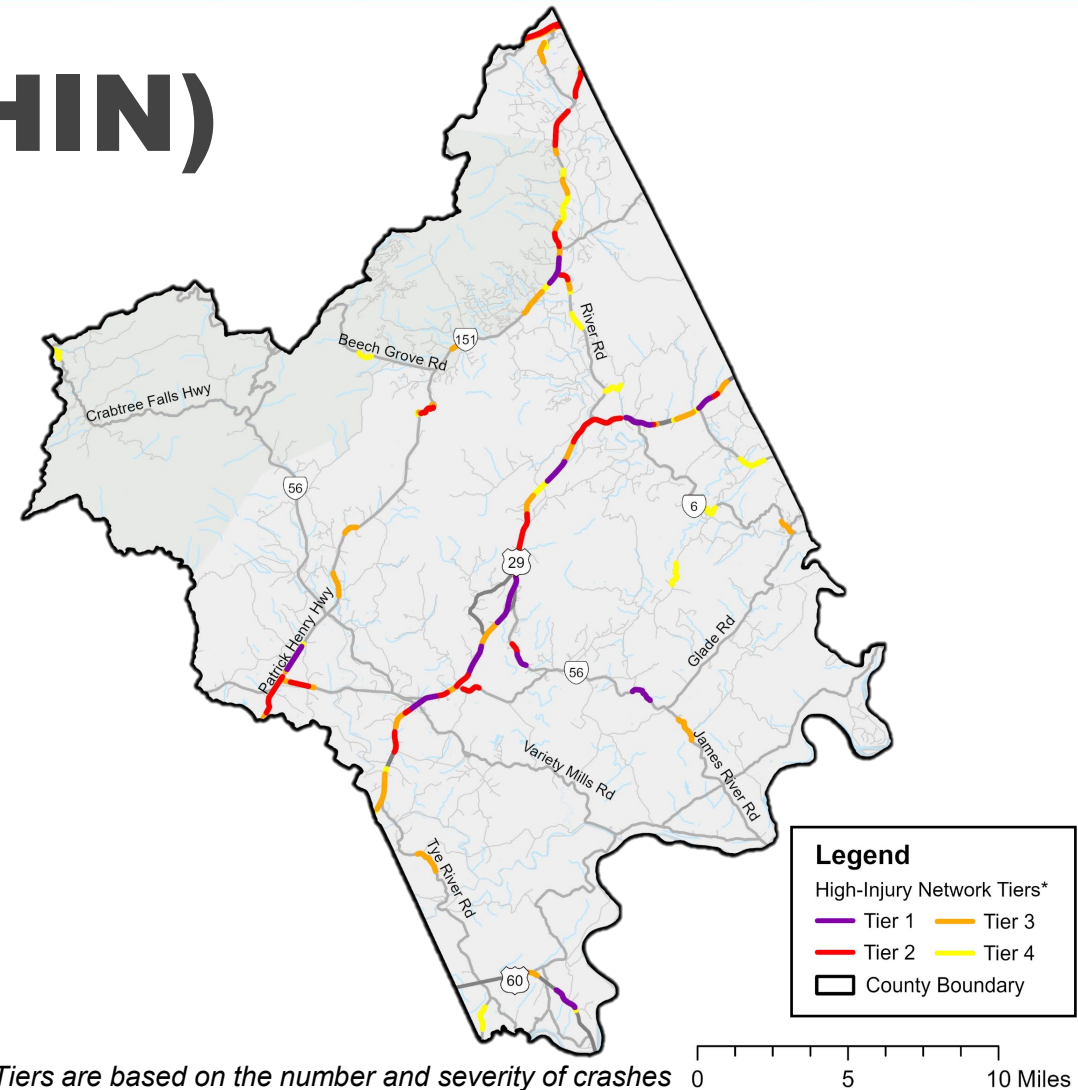 HIN)
151
River Rd
Beech Grove Rd
Crabtree Falls Hwy
56
6
29
Patrick Henry Hwy
Glade Rd
56
James River Rd
Variety Mills Rd
Tye River Rd
60
Legend
High-Injury Network Tiers*
Tier 1
Tier 3
Tier 2
Tier 4
County Boundary
Tiers are based on the number and severity of crashes
0 5 10 Miles